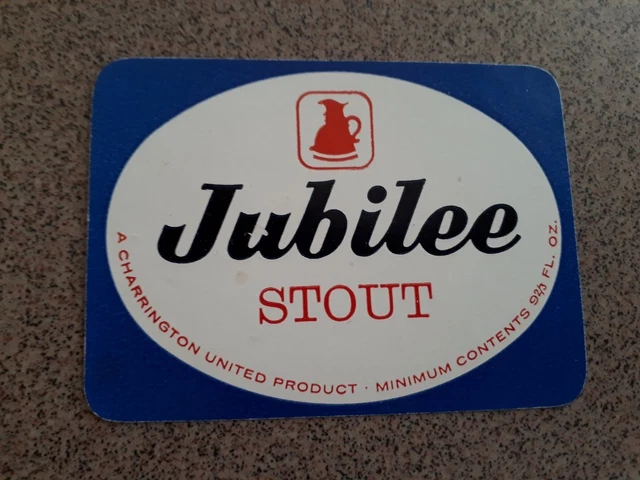 Jubilee
STOUT
A CHARRINGTON UNITED PRODUCT · MINIMUM CONTENTS 9⅔ FL. OZ.